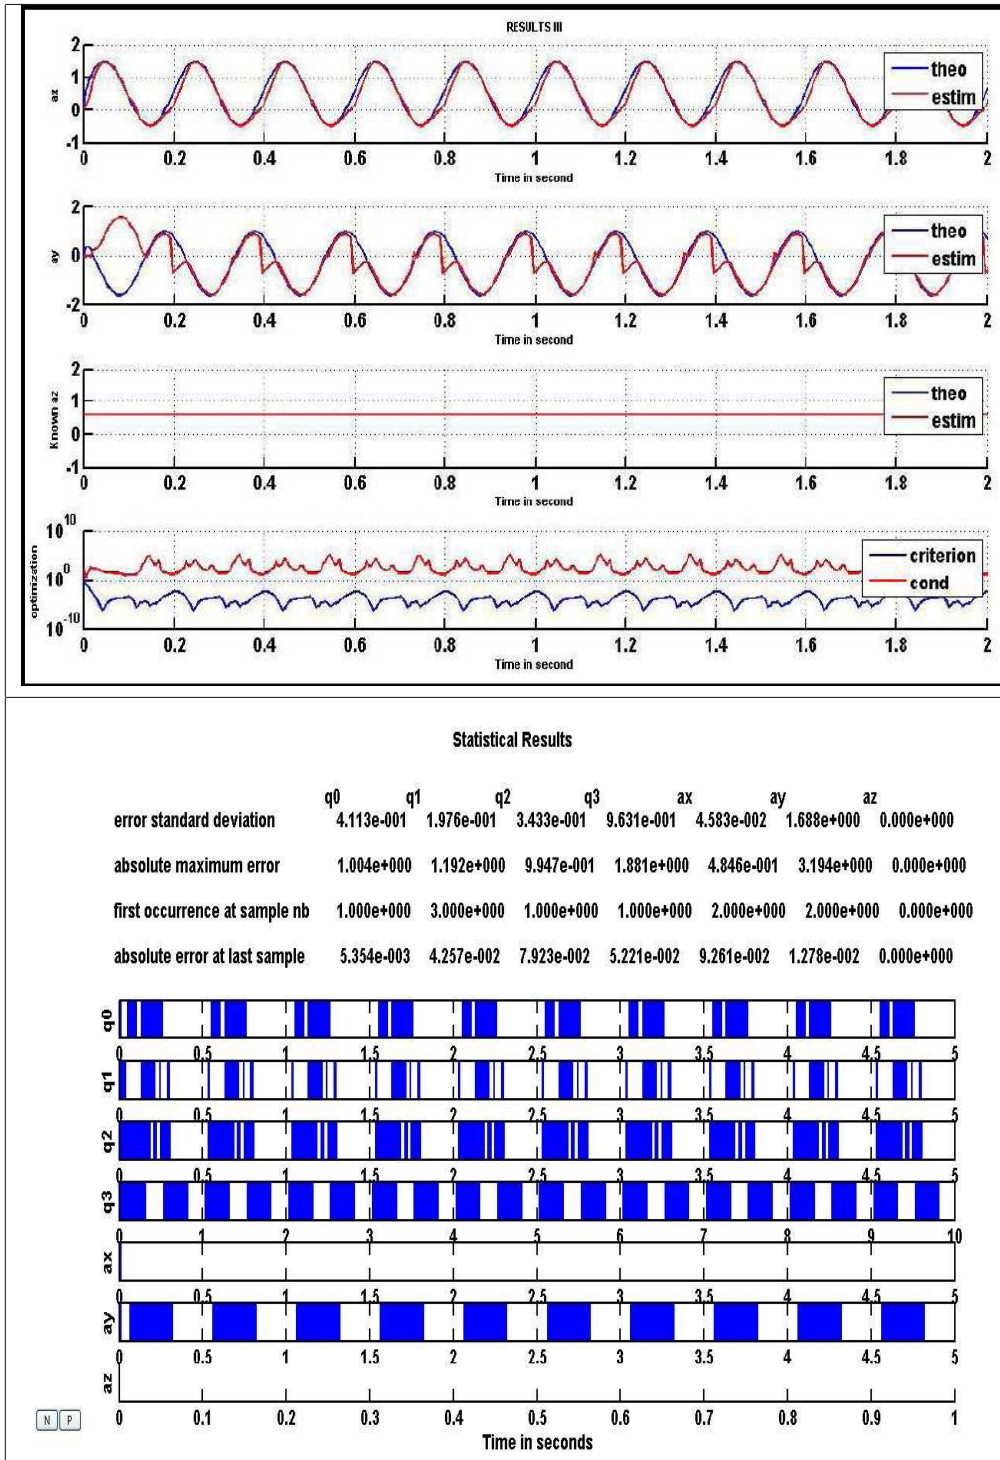 RESULTS III
2
1
0
-1
az
theo
estim
0 0.2 0.4 0.6 0.8 1 1.2 1.4 1.6 1.8 2
Time in second
2
0
-2
ay
theo
estim
0 0.2 0.4 0.6 0.8 1 1.2 1.4 1.6 1.8 2
Time in second
2
1
0
-1
Known az
theo
estim
0 0.2 0.4 0.6 0.8 1 1.2 1.4 1.6 1.8 2
Time in second
10^10
10^0
10^-10
optimization
criterion
cond
0 0.2 0.4 0.6 0.8 1 1.2 1.4 1.6 1.8 2
Time in second
Statistical Results
q0 q1 q2 q3 ax ay az
error standard deviation 4.113e-001 1.976e-001 3.433e-001 9.631e-001 4.583e-002 1.688e+000 0.000e+000
absolute maximum error 1.004e+000 1.192e+000 9.947e-001 1.881e+000 4.846e-001 3.194e+000 0.000e+000
first occurrence at sample nb 1.000e+000 3.000e+000 1.000e+000 1.000e+000 2.000e+000 2.000e+000 0.000e+000
absolute error at last sample 5.354e-003 4.257e-002 7.923e-002 5.221e-002 9.261e-002 1.278e-002 0.000e+000
q0
0 0.5 1 1.5 2 2.5 3 3.5 4 4.5 5
q1
0 0.5 1 1.5 2 2.5 3 3.5 4 4.5 5
q2
0 0.5 1 1.5 2 2.5 3 3.5 4 4.5 5
q3
0 1 2 3 4 5 6 7 8 9 10
ax
0 0.5 1 1.5 2 2.5 3 3.5 4 4.5 5
ay
0 0.5 1 1.5 2 2.5 3 3.5 4 4.5 5
az
N P
0 0.1 0.2 0.3 0.4 0.5 0.6 0.7 0.8 0.9 1
Time in seconds